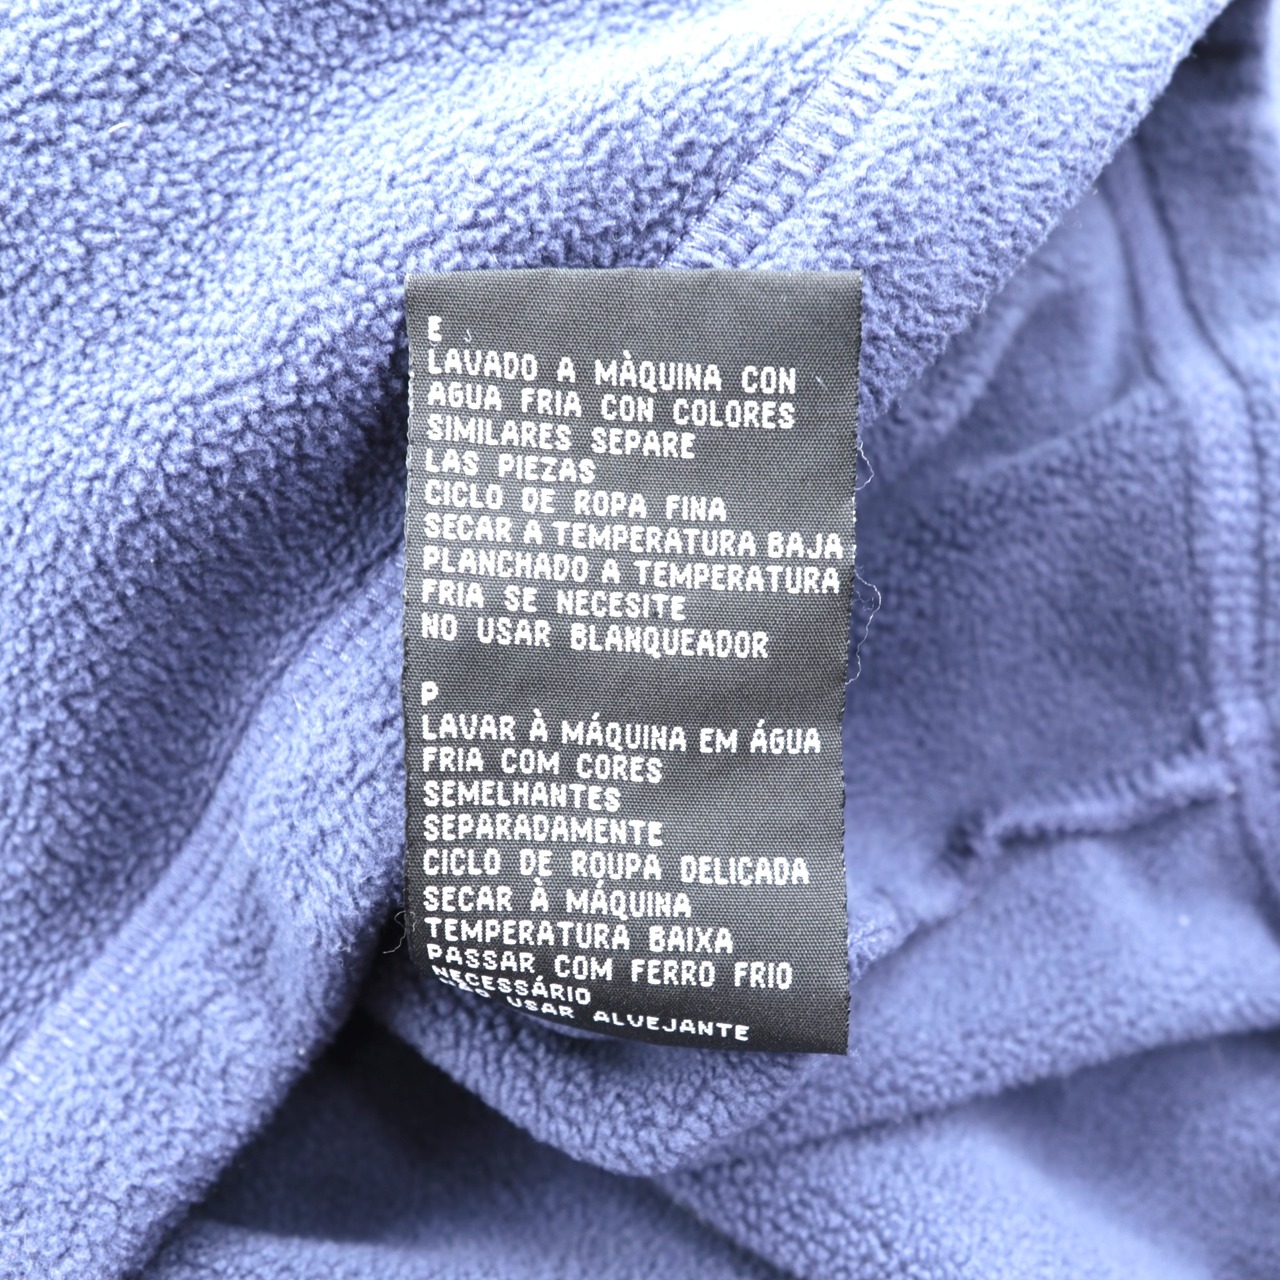 E
LAVADO A MÀQUINA CON
AGUA FRIA CON COLORES
SIMILARES SEPARE
LAS PIEZAS
CICLO DE ROPA FINA
SECAR A TEMPERATURA BAJA
PLANCHADO A TEMPERATURA
FRIA SE NECESITE
NO USAR BLANQUEADOR
P
LAVAR À MÁQUINA EM ÁGUA
FRIA COM CORES
SEMELHANTES
SEPARADAMENTE
CICLO DE ROUPA DELICADA
SECAR À MÁQUINA
TEMPERATURA BAIXA
PASSAR COM FERRO FRIO
NECESSÁRIO
NÃO USAR ALVEJANTE